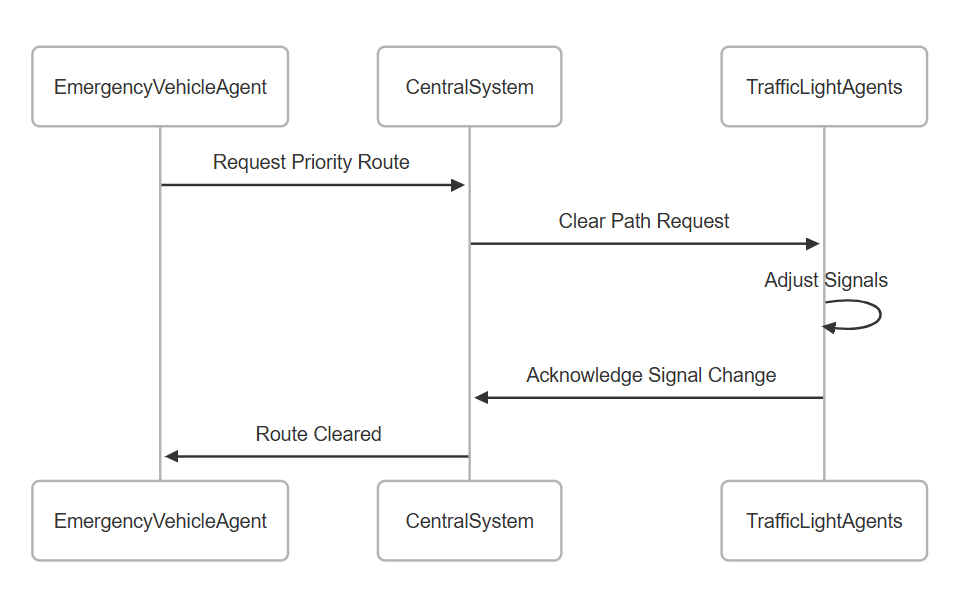 EmergencyVehicleAgent
CentralSystem
TrafficLightAgents
Request Priority Route
Clear Path Request
Adjust Signals
Acknowledge Signal Change
Route Cleared
EmergencyVehicleAgent
CentralSystem
TrafficLightAgents